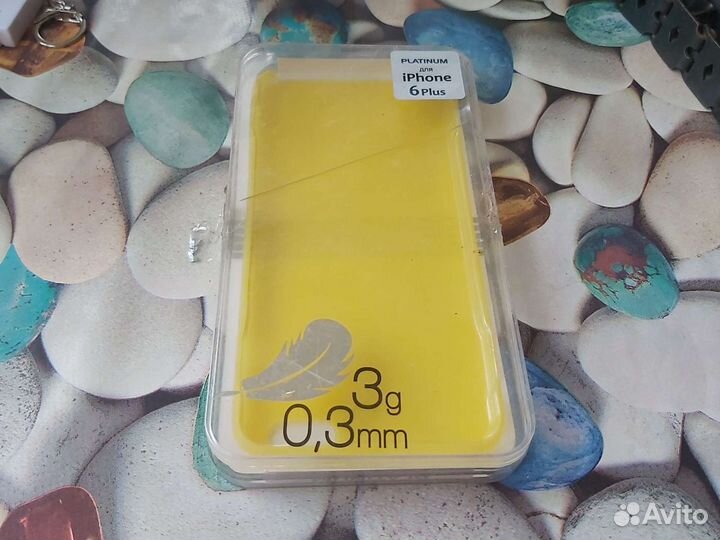 PLATINUM
для
iPhone
6 Plus
3g
0,3mm
Avito